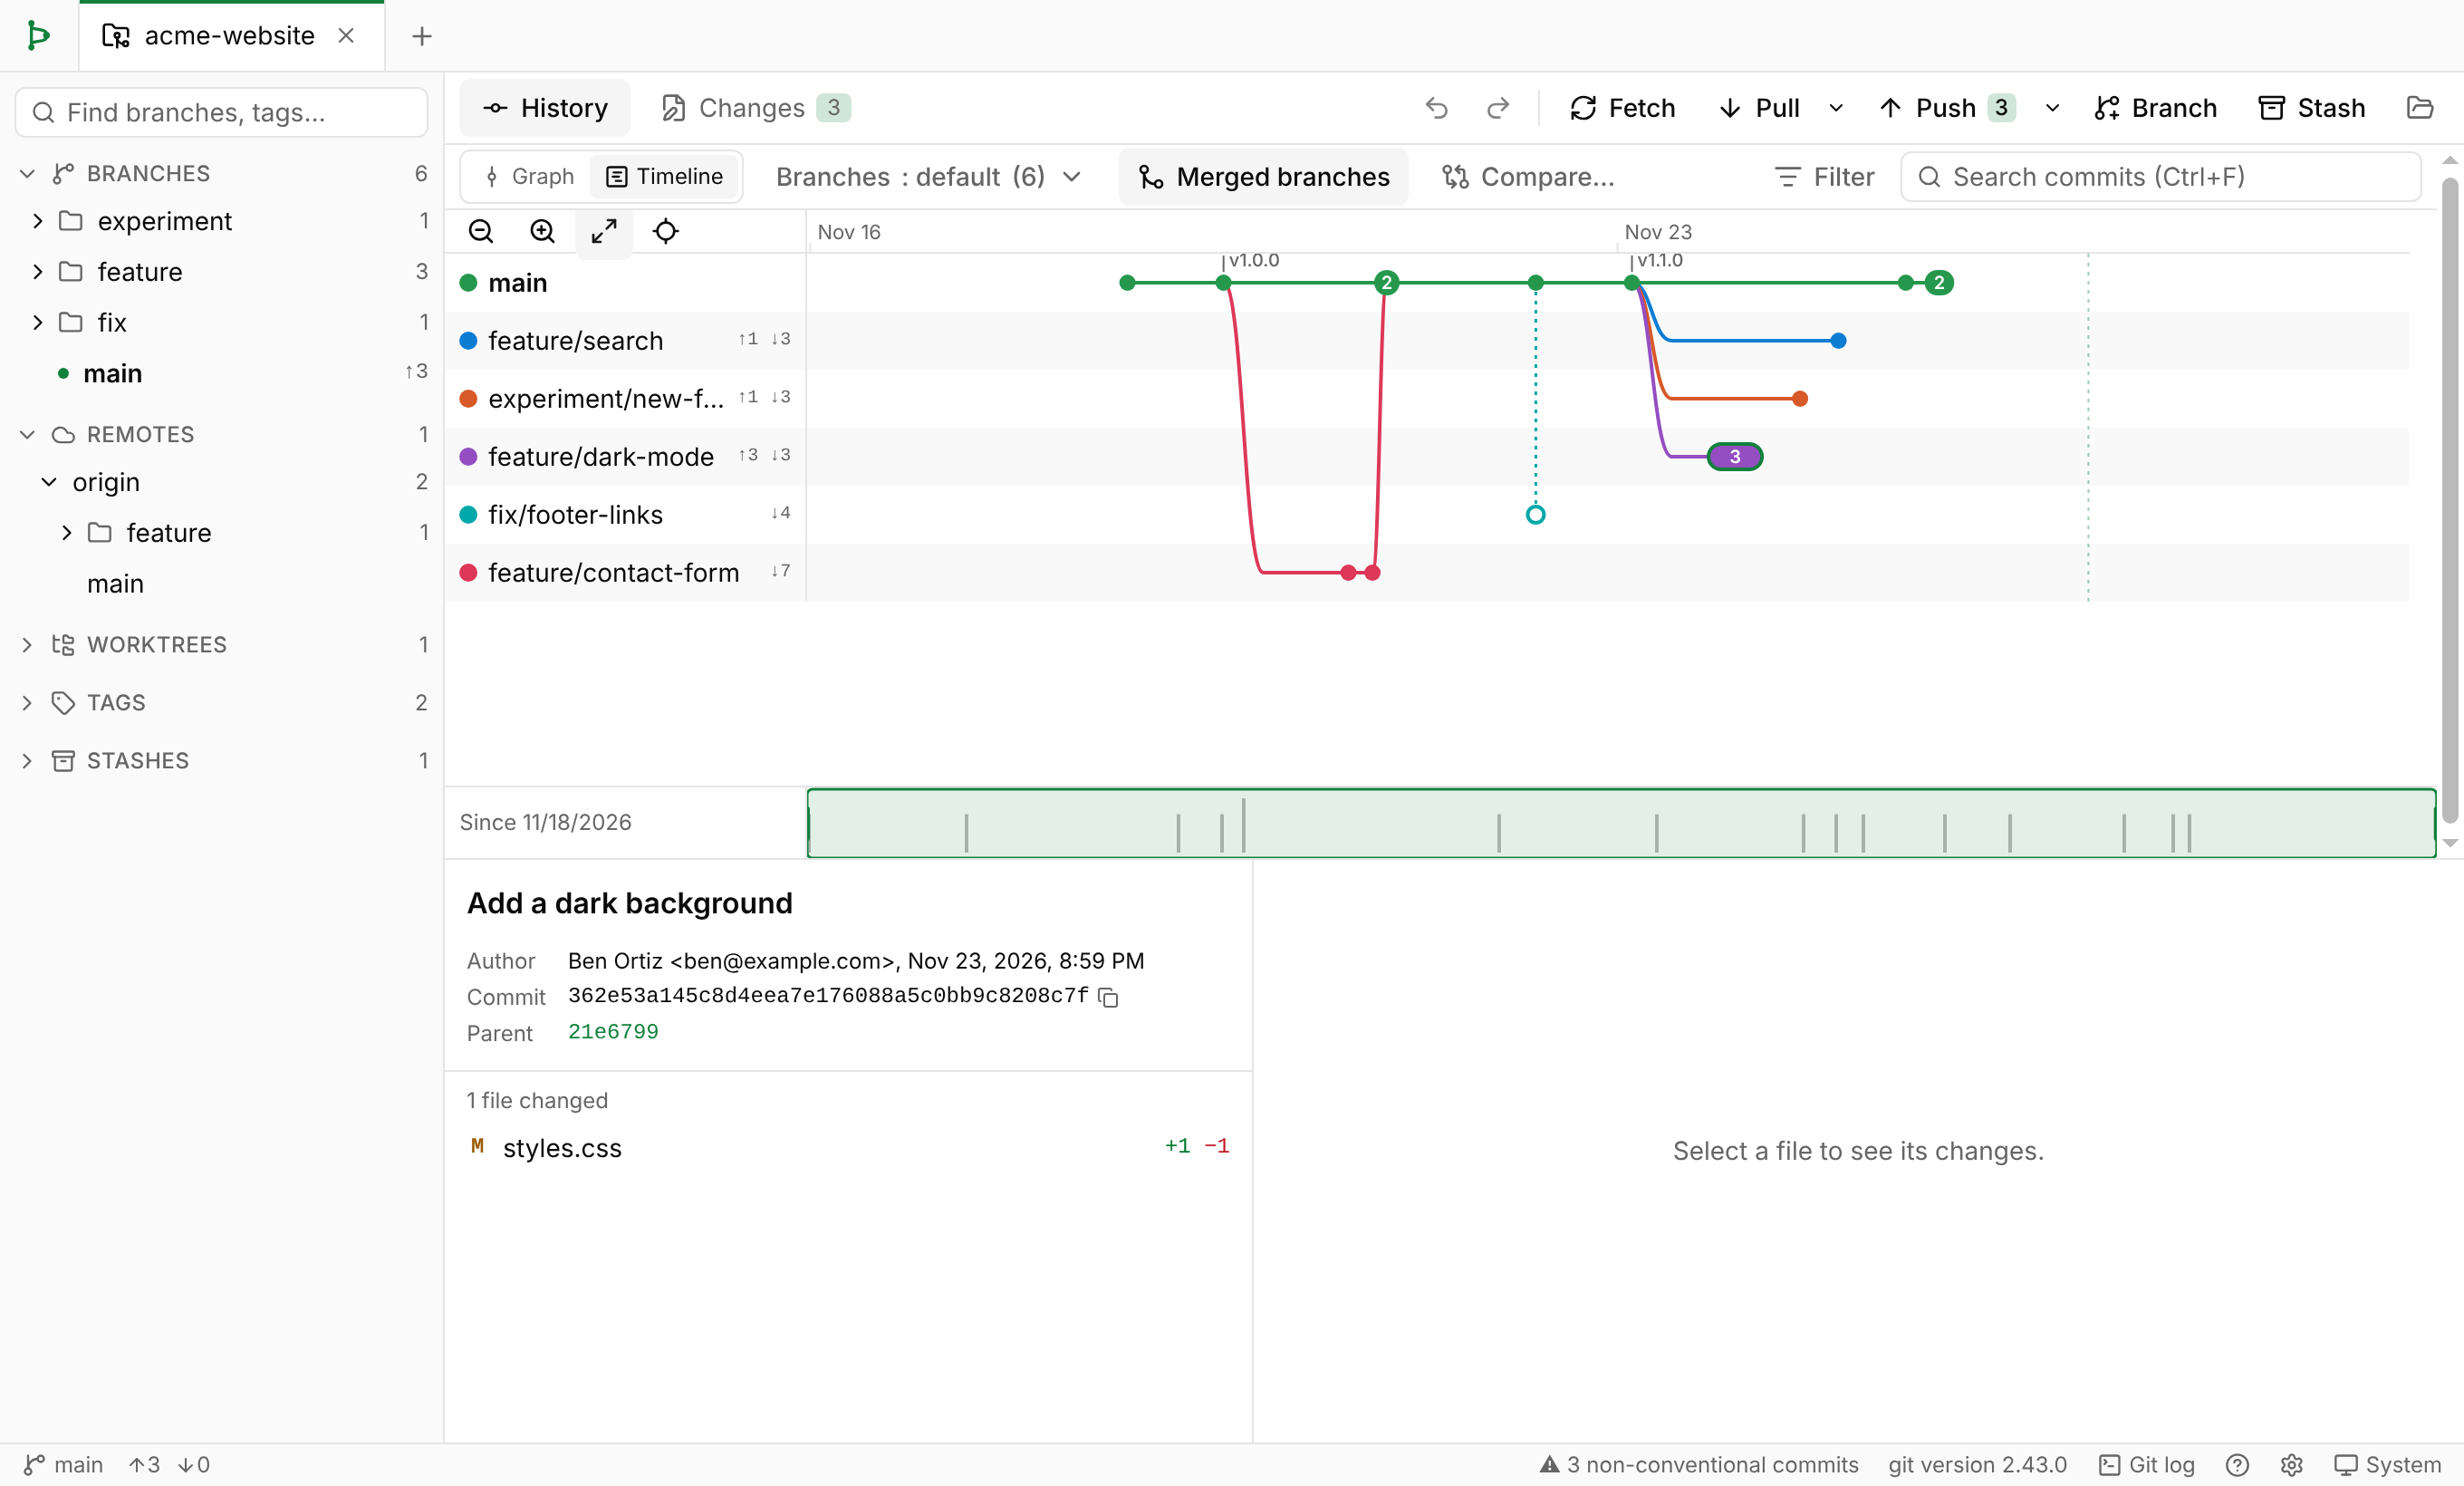 acme-website
Find branches, tags...
BRANCHES 6
experiment 1
feature 3
fix 1
main ↑3
REMOTES 1
origin 2
feature 1
main
WORKTREES 1
TAGS 2
STASHES 1
History Changes 3 Fetch Pull Push 3 Branch Stash
Graph Timeline Branches : default (6) Merged branches Compare... Filter Search commits (Ctrl+F)
Nov 16 Nov 23
v1.0.0 v1.1.0
main 2 2
feature/search ↑1 ↓3
experiment/new-f... ↑1 ↓3
feature/dark-mode ↑3 ↓3 3
fix/footer-links ↓4
feature/contact-form ↓7
Since 11/18/2026
Add a dark background
Author Ben Ortiz <ben@example.com>, Nov 23, 2026, 8:59 PM
Commit 362e53a145c8d4eea7e176088a5c0bb9c8208c7f
Parent 21e6799
1 file changed
M styles.css +1 −1
Select a file to see its changes.
main ↑3 ↓0 3 non-conventional commits git version 2.43.0 Git log System